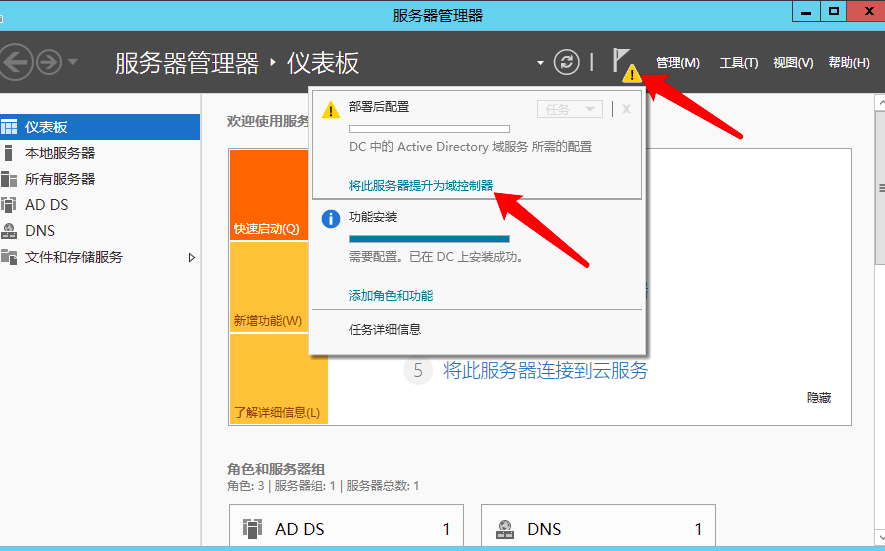 服务器管理器
服务器管理器 · 仪表板
管理(M) 工具(T) 视图(V) 帮助(H)
仪表板
本地服务器
所有服务器
AD DS
DNS
文件和存储服务
欢迎使用服务
快速启动(Q)
新增功能(W)
了解详细信息(L)
部署后配置
任务
X
DC 中的 Active Directory 域服务 所需的配置
将此服务器提升为域控制器
功能安装
需要配置。已在 DC 上安装成功。
添加角色和功能
任务详细信息
5 将此服务器连接到云服务
隐藏
角色和服务器组
角色: 3 | 服务器组: 1 | 服务器总数: 1
AD DS 1
DNS 1